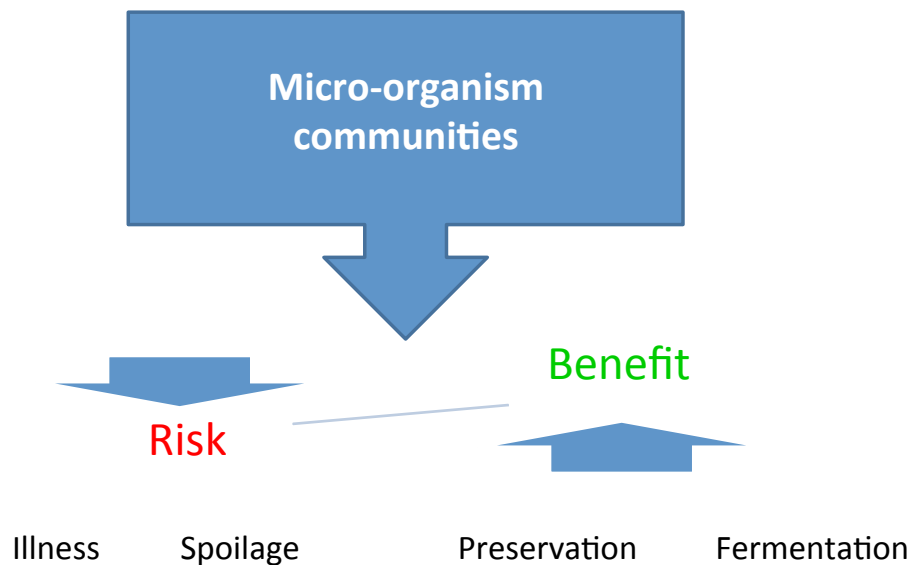 Micro-organism
communities
Benefit
Risk
Illness Spoilage Preservation Fermentation